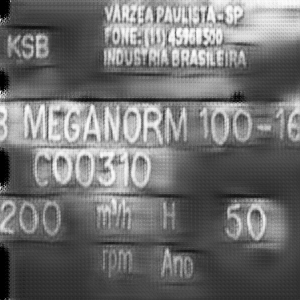 VARZEA PAULISTA-SP
KSB
FONE: (11) 45968500
INDUSTRIA BRASILEIRA
MEGANORM 100-16
C00310
200 m³/h H 50
rpm Ano